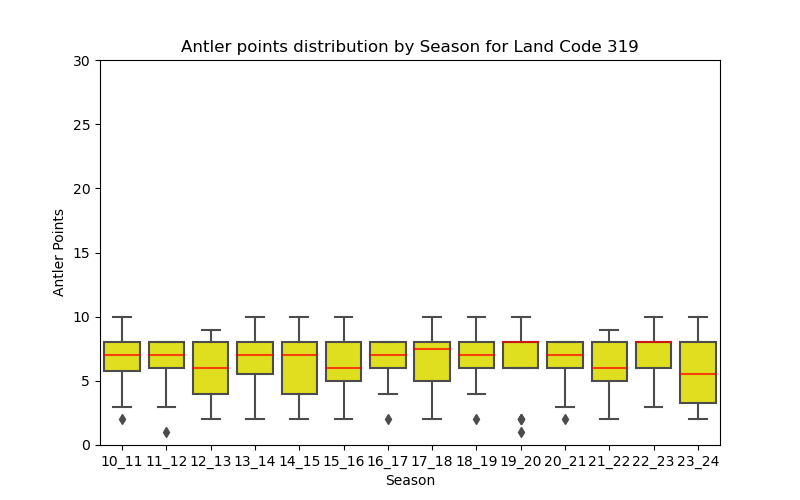 Antler points distribution by Season for Land Code 319
30
25
20
15
10
5
0
Antler Points
10_11 11_12 12_13 13_14 14_15 15_16 16_17 17_18 18_19 19_20 20_21 21_22 22_23 23_24
Season